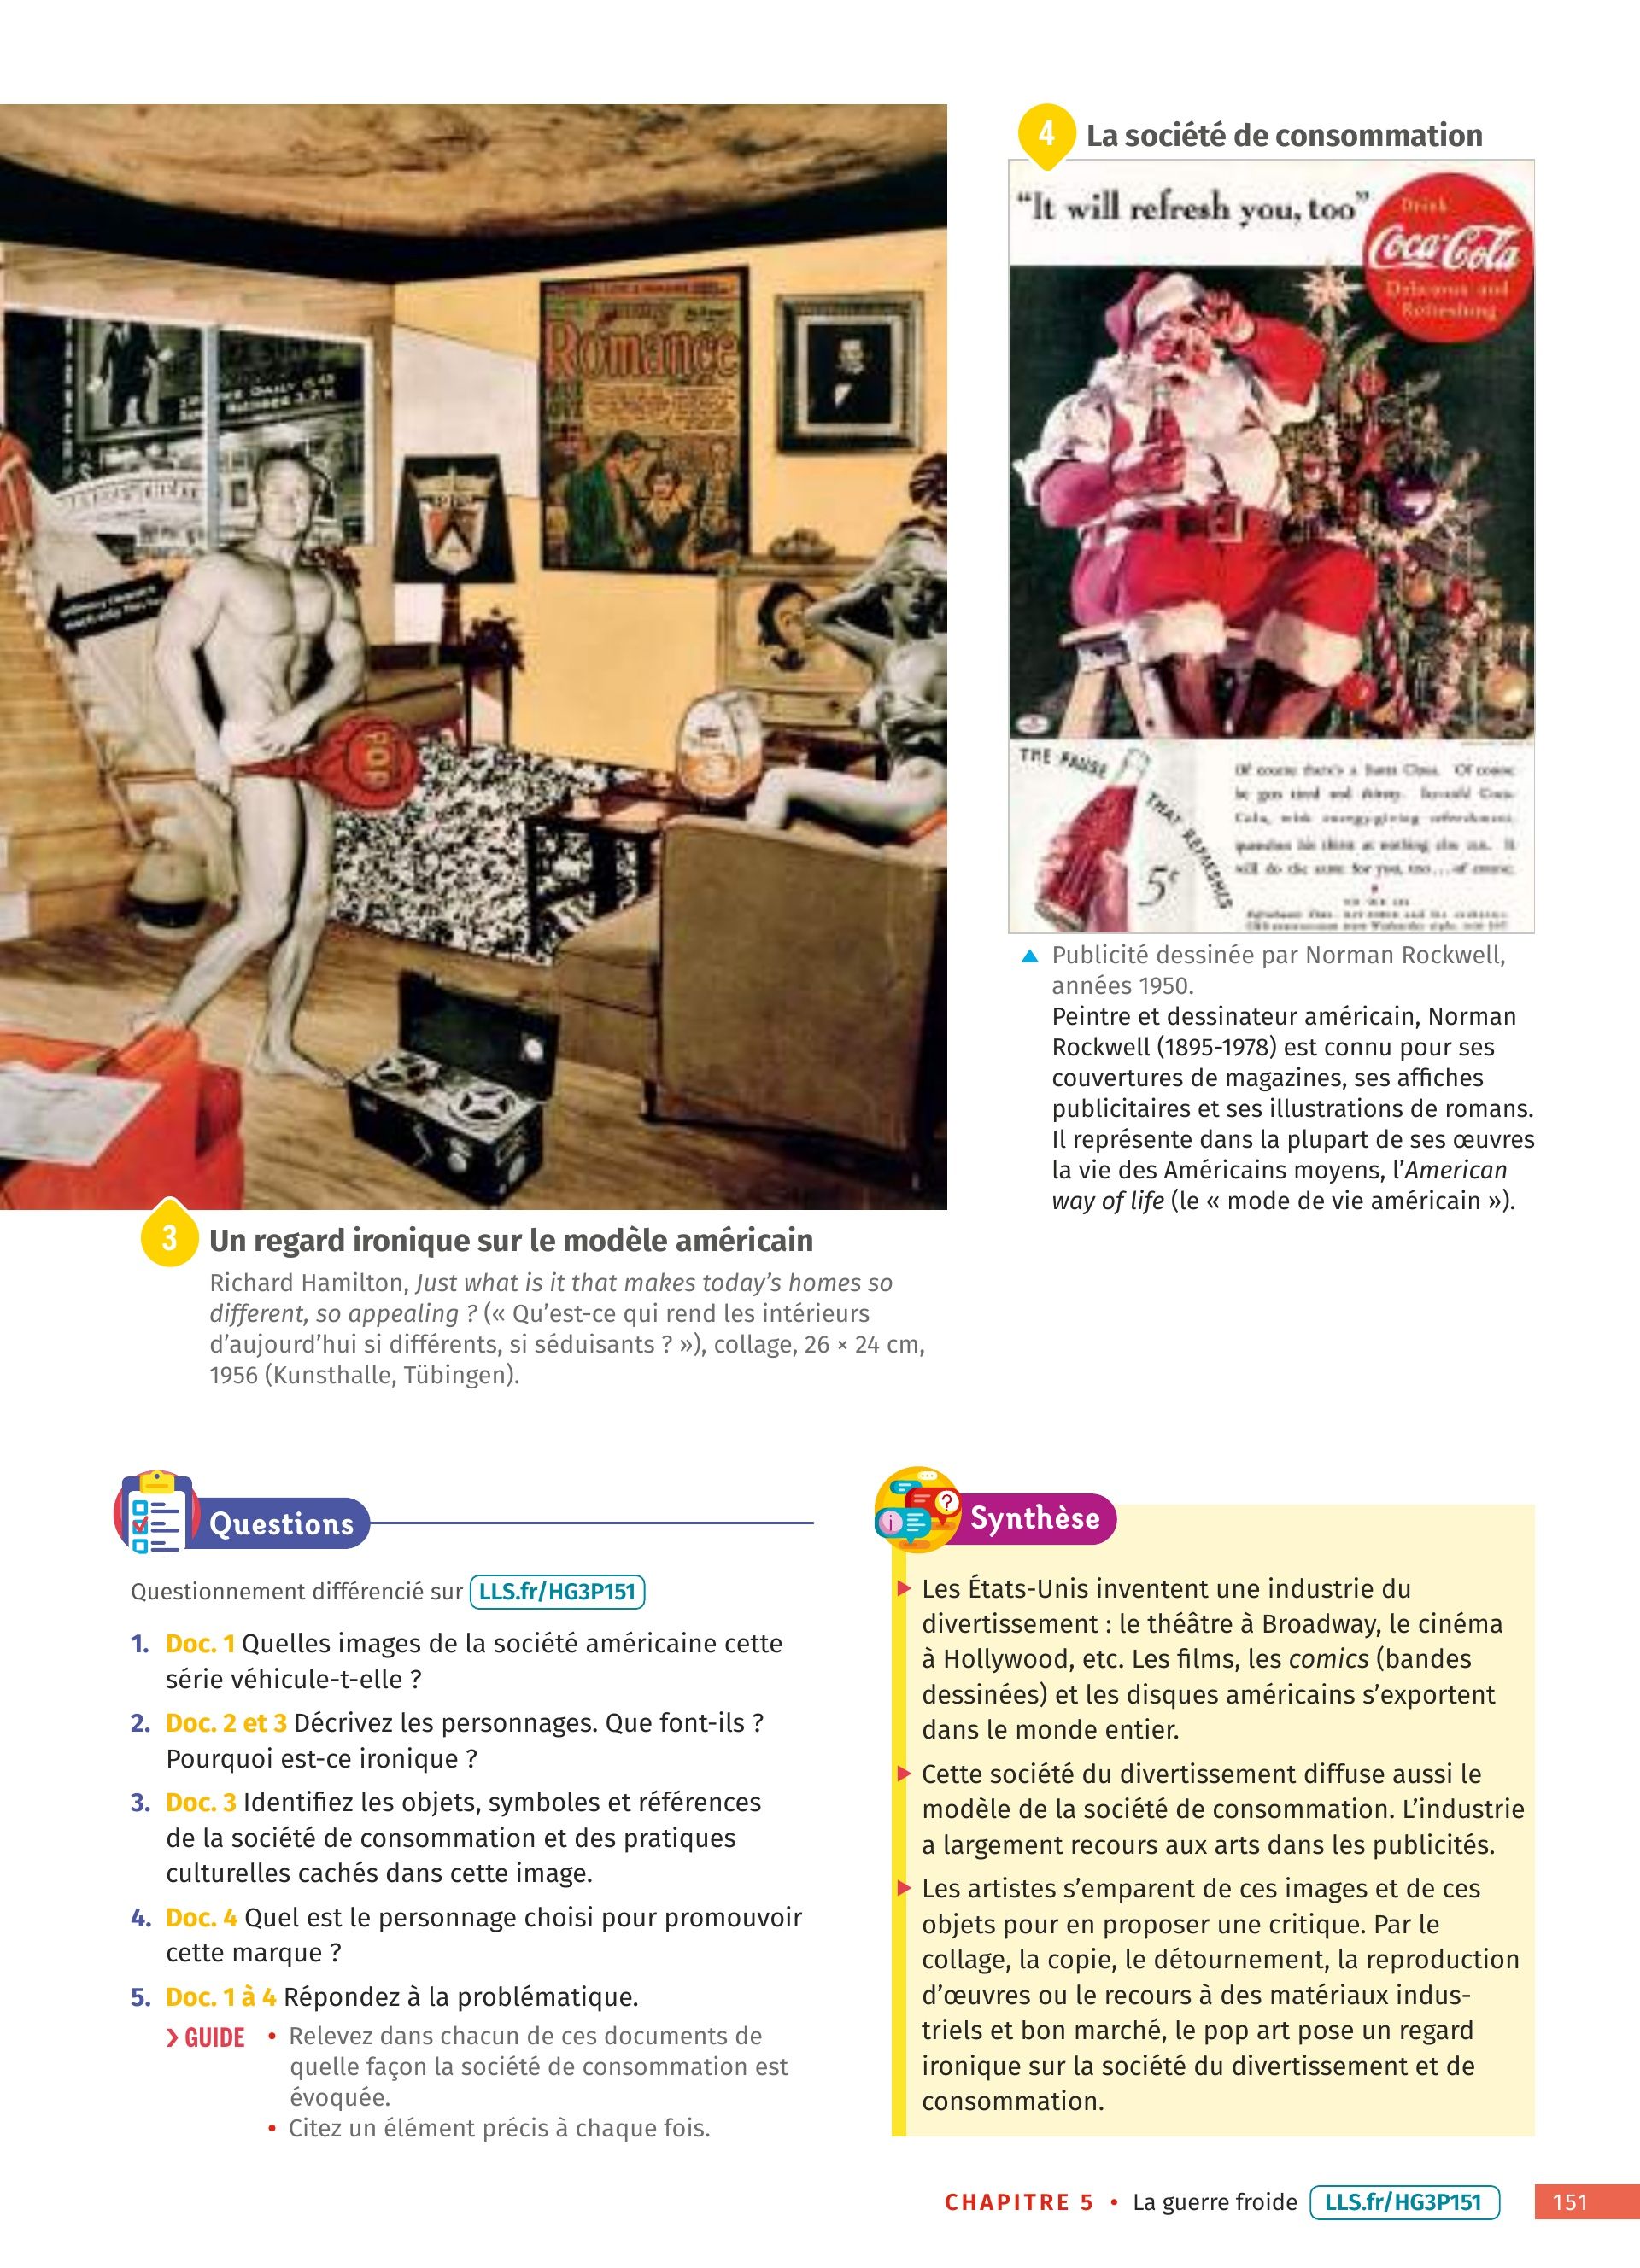 Romance
POP
4
La société de consommation
“It will refresh you, too”
Drink
Coca-Cola
Delicious and
Refreshing
THE PAUSE
THAT REFRESHES
5¢
Publicité dessinée par Norman Rockwell,
années 1950.
Peintre et dessinateur américain, Norman
Rockwell (1895-1978) est connu pour ses
couvertures de magazines, ses affiches
publicitaires et ses illustrations de romans.
Il représente dans la plupart de ses œuvres
la vie des Américains moyens, l’American
way of life (le « mode de vie américain »).
3
Un regard ironique sur le modèle américain
Richard Hamilton, Just what is it that makes today’s homes so
different, so appealing ? (« Qu’est-ce qui rend les intérieurs
d’aujourd’hui si différents, si séduisants ? »), collage, 26 × 24 cm,
1956 (Kunsthalle, Tübingen).
Questions
Questionnement différencié sur LLS.fr/HG3P151
1. Doc. 1 Quelles images de la société américaine cette
série véhicule-t-elle ?
2. Doc. 2 et 3 Décrivez les personnages. Que font-ils ?
Pourquoi est-ce ironique ?
3. Doc. 3 Identifiez les objets, symboles et références
de la société de consommation et des pratiques
culturelles cachés dans cette image.
4. Doc. 4 Quel est le personnage choisi pour promouvoir
cette marque ?
5. Doc. 1 à 4 Répondez à la problématique.
GUIDE • Relevez dans chacun de ces documents de
quelle façon la société de consommation est
évoquée.
• Citez un élément précis à chaque fois.
Synthèse
Les États-Unis inventent une industrie du
divertissement : le théâtre à Broadway, le cinéma
à Hollywood, etc. Les films, les comics (bandes
dessinées) et les disques américains s’exportent
dans le monde entier.
Cette société du divertissement diffuse aussi le
modèle de la société de consommation. L’industrie
a largement recours aux arts dans les publicités.
Les artistes s’emparent de ces images et de ces
objets pour en proposer une critique. Par le
collage, la copie, le détournement, la reproduction
d’œuvres ou le recours à des matériaux indus-
triels et bon marché, le pop art pose un regard
ironique sur la société du divertissement et de
consommation.
CHAPITRE 5 • La guerre froide LLS.fr/HG3P151 151